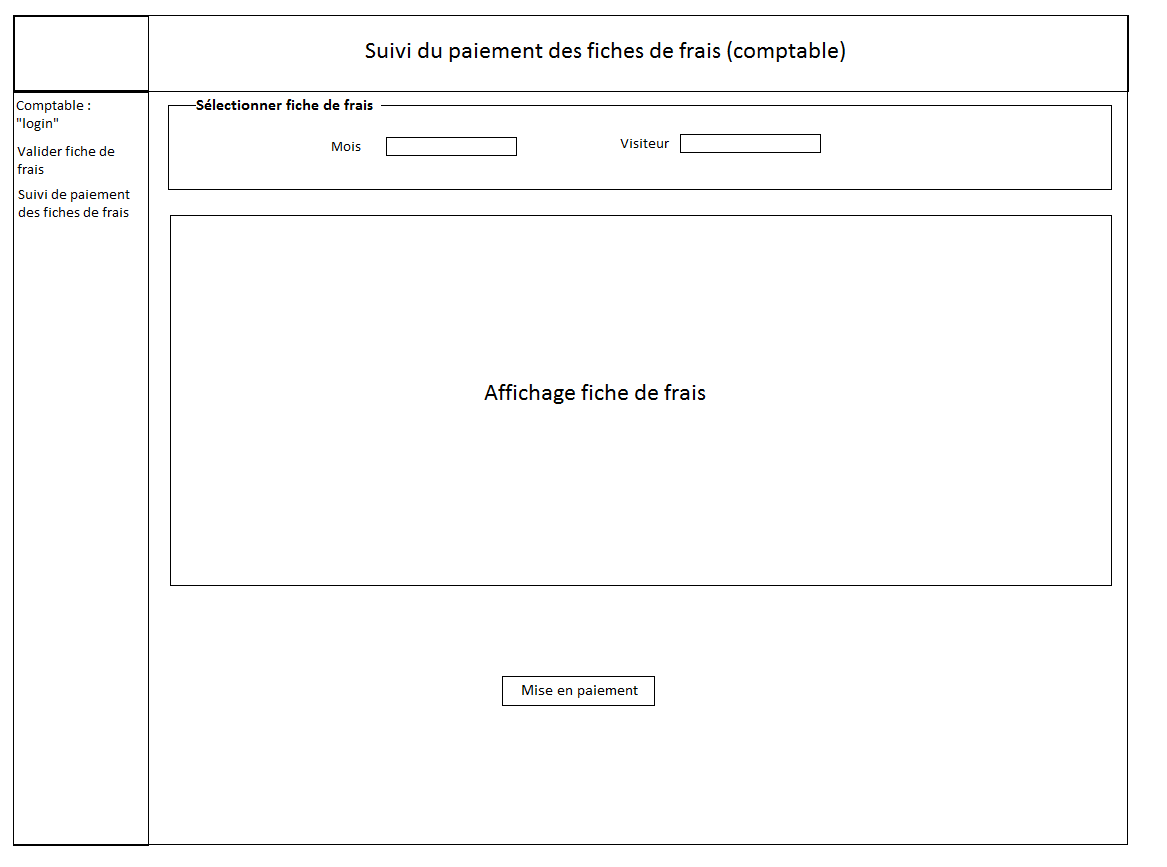 Suivi du paiement des fiches de frais (comptable)
Comptable :
"login"
Valider fiche de
frais
Suivi de paiement
des fiches de frais
Sélectionner fiche de frais
Mois
Visiteur
Affichage fiche de frais
Mise en paiement